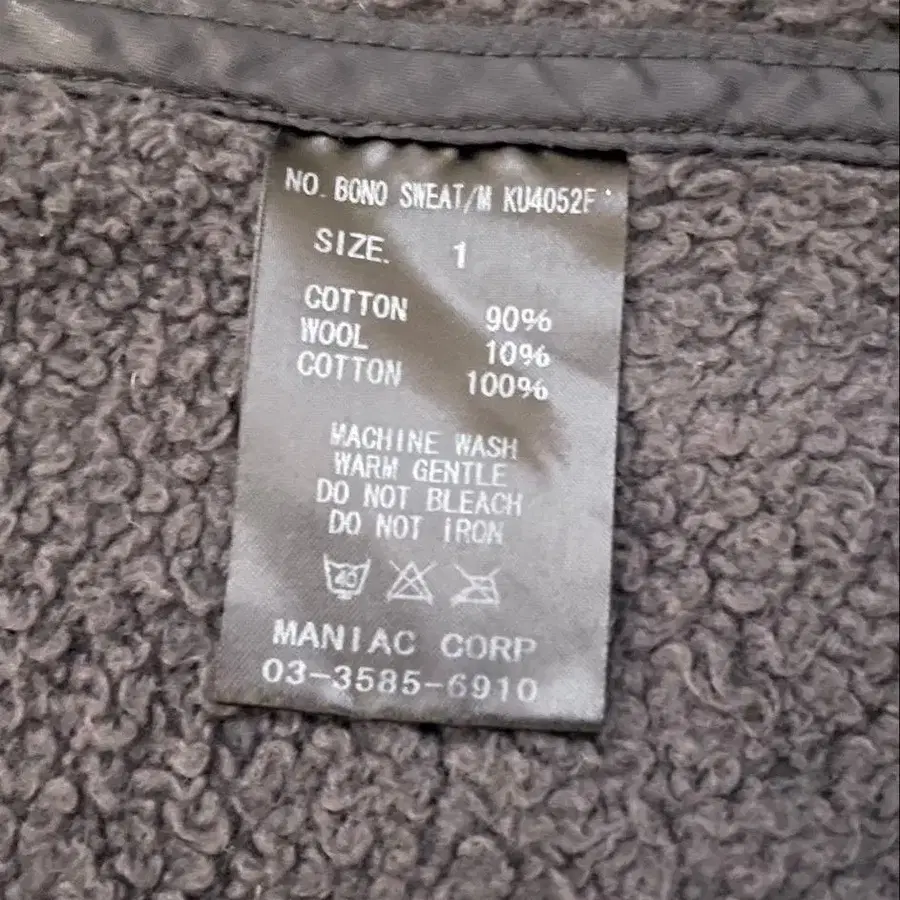 NO. BONO SWEAT/M KU4052F
SIZE. 1
COTTON 90%
WOOL 10%
COTTON 100%
MACHINE WASH
WARM GENTLE
DO NOT BLEACH
DO NOT IRON
40
MANIAC CORP
03-3585-6910